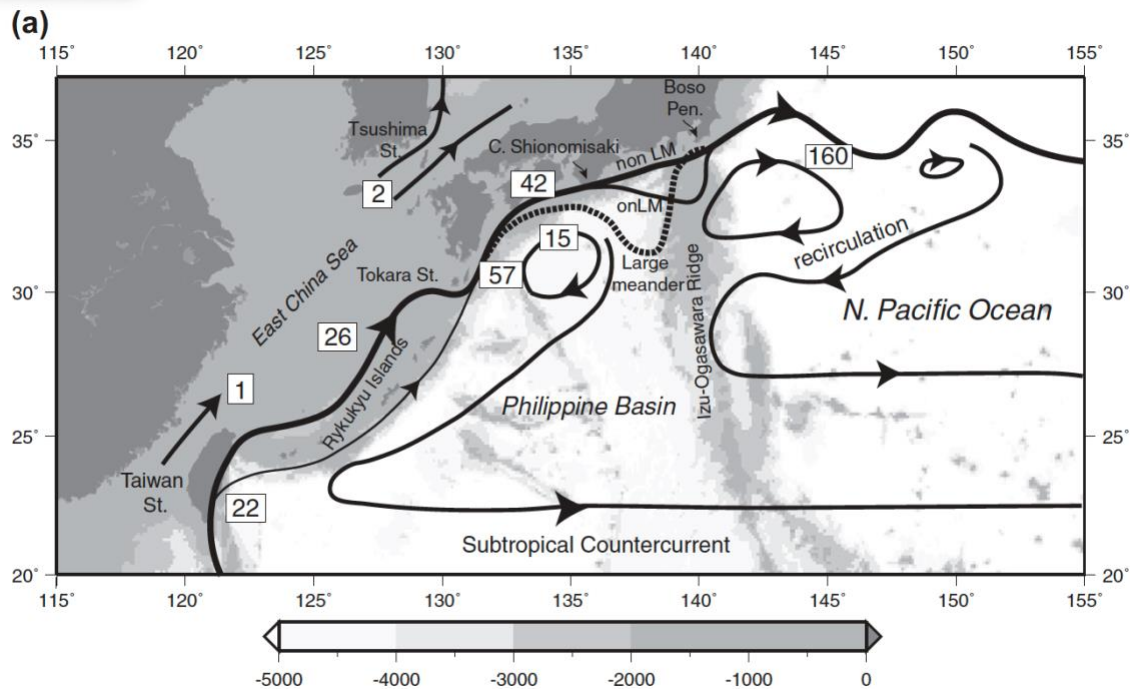 (a)
115° 120° 125° 130° 135° 140° 145° 150° 155°
Boso
Pen.
Tsushima
St.
35°
35°
C. Shionomisaki
non LM
160
2
42
onLM
15
recirculation
East China Sea
Tokara St.
57
Large
meander
30°
30°
N. Pacific Ocean
26
Izu-Ogasawara Ridge
Rykukyu Islands
1
Philippine Basin
25°
25°
Taiwan
St.
22
Subtropical Countercurrent
20°
20°
115° 120° 125° 130° 135° 140° 145° 150° 155°
-5000 -4000 -3000 -2000 -1000 0